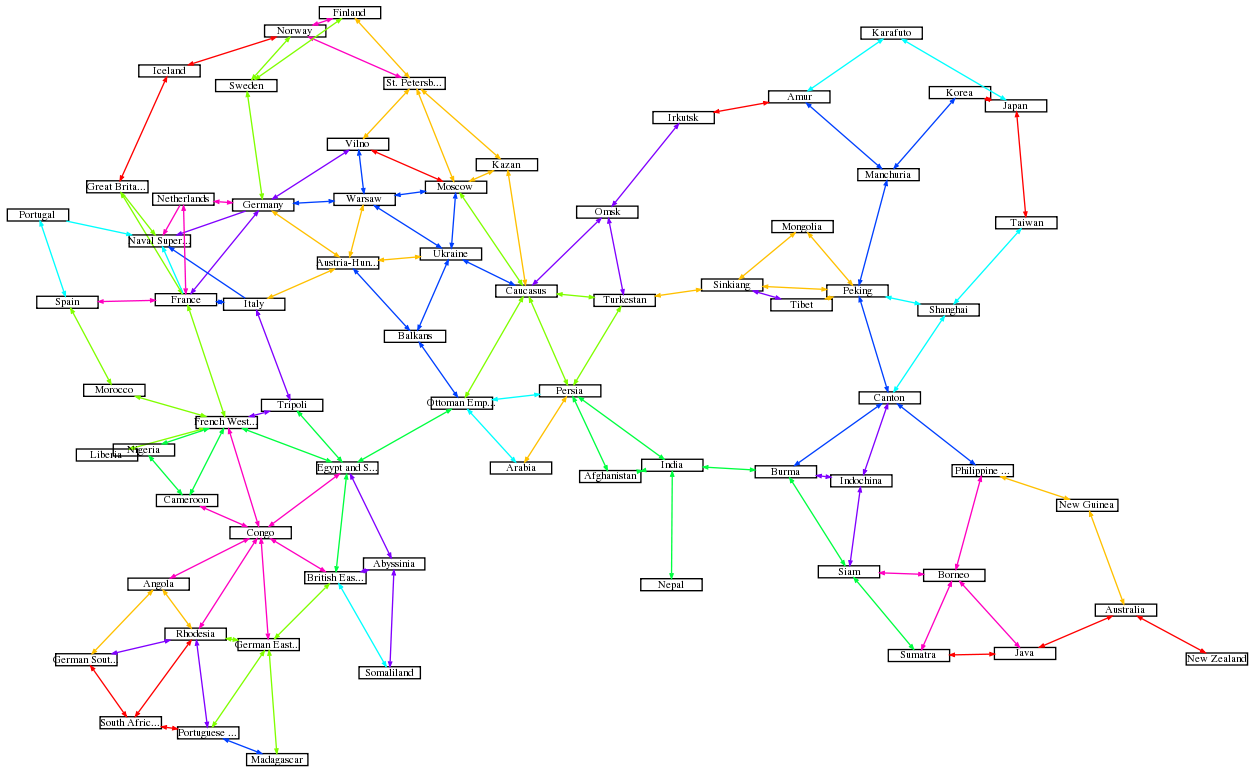 Finland
Norway
Karafuto
Iceland
Sweden
St. Petersb...
Korea
Amur
Japan
Irkutsk
Vilno
Kazan
Manchuria
Great Brita...
Moscow
Netherlands
Warsaw
Germany
Portugal
Omsk
Taiwan
Mongolia
Naval Super...
Ukraine
Austria-Hun...
Sinkiang
Caucasus
Peking
Spain
France
Italy
Turkestan
Tibet
Shanghai
Balkans
Morocco
Persia
Canton
Tripoli
Ottoman Emp...
French West...
Nigeria
Liberia
Egypt and S...
Arabia
India
Afghanistan
Burma
Philippine ...
Indochina
Cameroon
New Guinea
Congo
Abyssinia
British Eas...
Siam
Borneo
Angola
Nepal
Australia
Rhodesia
German East...
German Sout...
Sumatra
Java
New Zealand
Somaliland
South Afric...
Portuguese ...
Madagascar